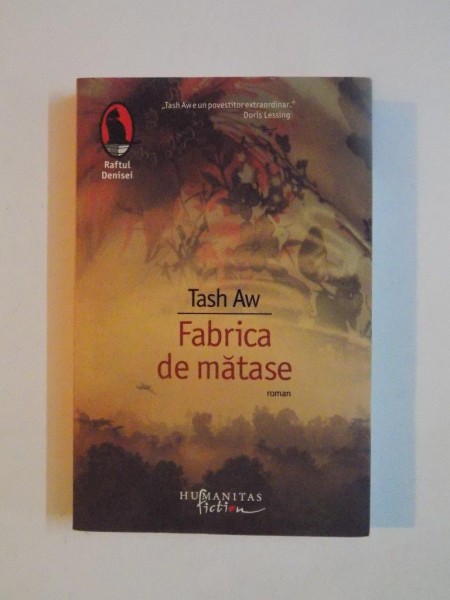 „Tash Aw e un povestitor extraordinar."
Doris Lessing
Raftul
Denisei
Tash Aw
Fabrica
de mătase
roman
HUMANITAS
fiction